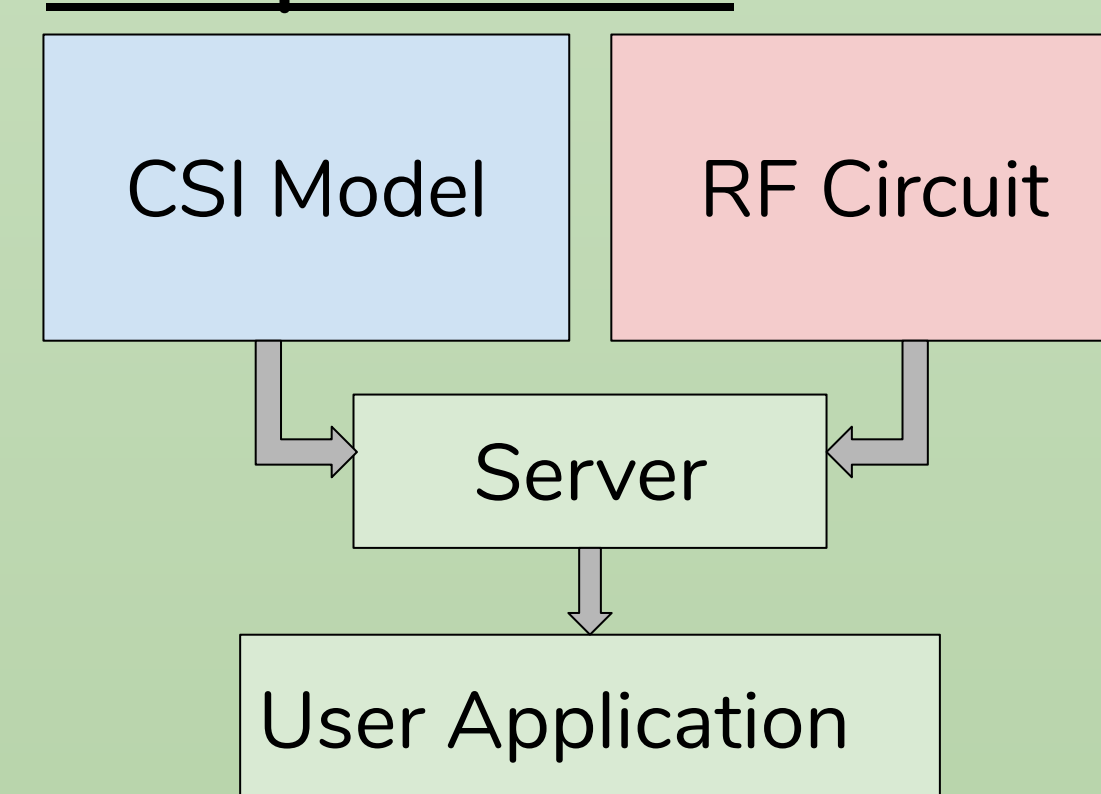 CSI Model
RF Circuit
Server
User Application